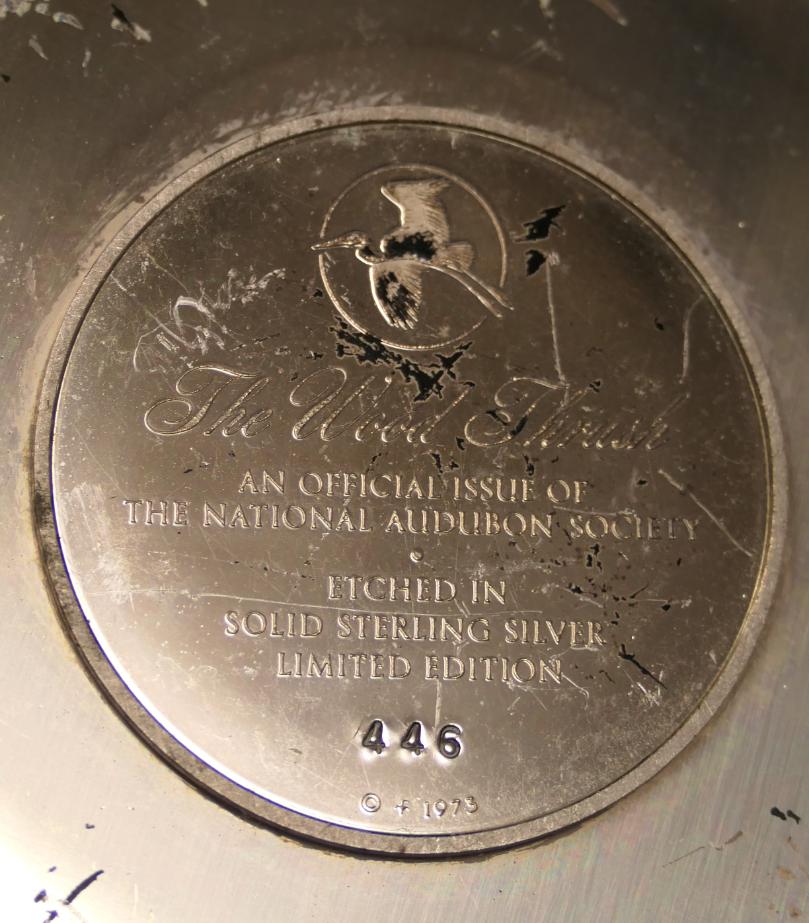 The Wood Thrush
AN OFFICIAL ISSUE OF
THE NATIONAL AUDUBON SOCIETY
•
ETCHED IN
SOLID STERLING SILVER
LIMITED EDITION
446
© f 1973